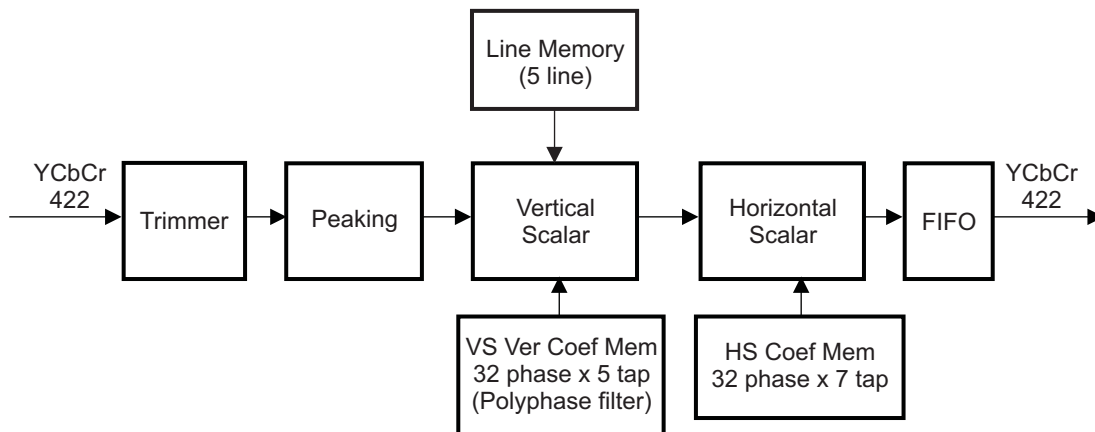 Line Memory
(5 line)
YCbCr
422
Trimmer
Peaking
Vertical
Scalar
Horizontal
Scalar
FIFO
YCbCr
422
VS Ver Coef Mem
32 phase x 5 tap
(Polyphase filter)
HS Coef Mem
32 phase x 7 tap